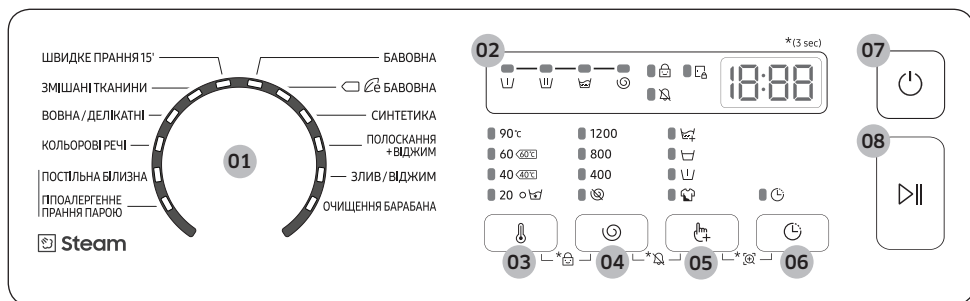 ШВИДКЕ ПРАННЯ 15'
ЗМІШАНІ ТКАНИНИ
ВОВНА / ДЕЛІКАТНІ
КОЛЬОРОВІ РЕЧІ
ПОСТІЛЬНА БІЛИЗНА
ГІПОАЛЕРГЕННЕ
ПРАННЯ ПАРОЮ
Steam
01
БАВОВНА
БАВОВНА
СИНТЕТИКА
ПОЛОСКАННЯ
+ВІДЖИМ
ЗЛИВ / ВІДЖИМ
ОЧИЩЕННЯ БАРАБАНА
02
*(3 sec)
18:88
90℃ 1200
60 60℃ 800
40 40℃ 400
20
03 * 04 * 05 * 06
07
08